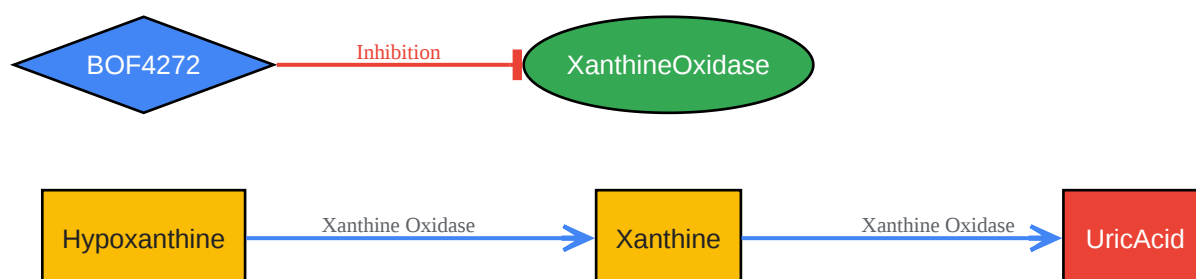 BOF4272
Inhibition
XanthineOxidase
Hypoxanthine
Xanthine Oxidase
Xanthine
Xanthine Oxidase
UricAcid